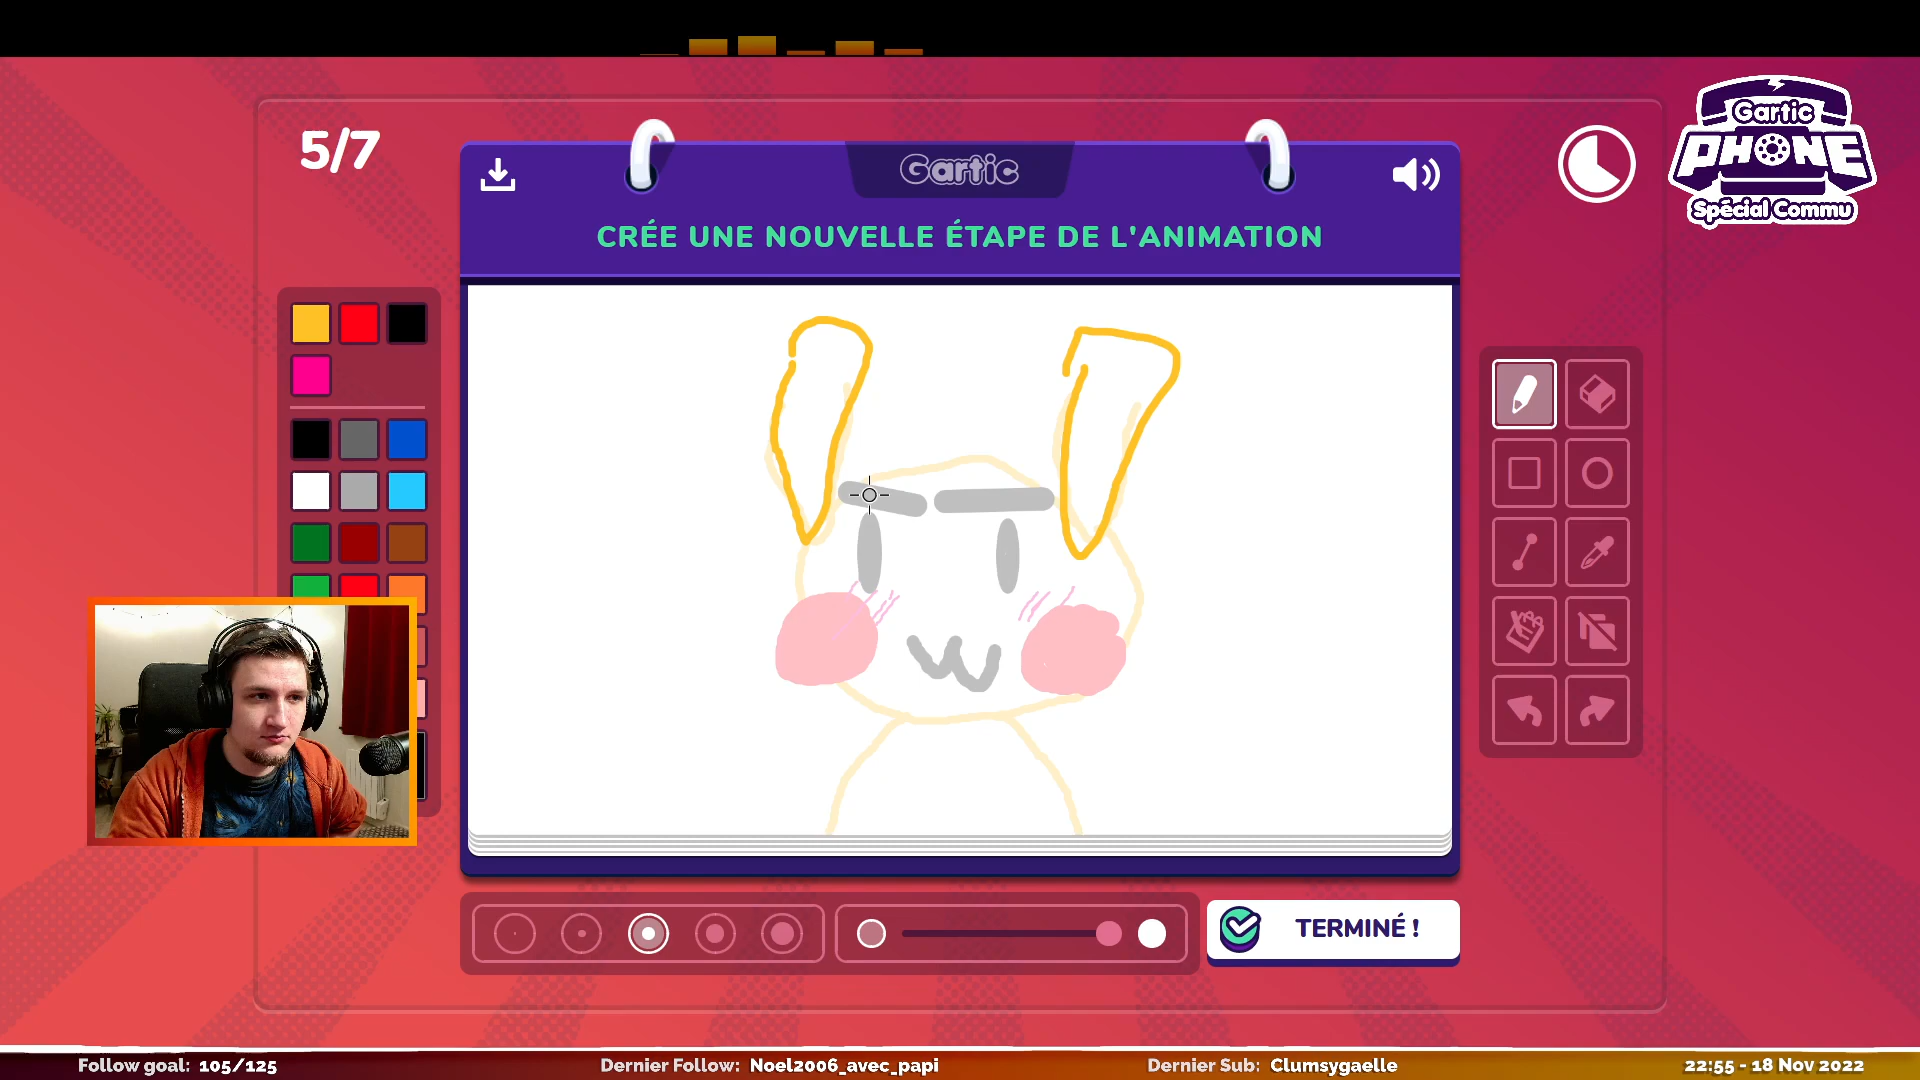 5/7
Gartic
CRÉE UNE NOUVELLE ÉTAPE DE L'ANIMATION
Gartic
PHONE
Spécial Commu
TERMINÉ !
Follow goal: 105/125
Dernier Follow: Noel2006_avec_papi
Dernier Sub: Clumsygaelle
22:55 - 18 Nov 2022